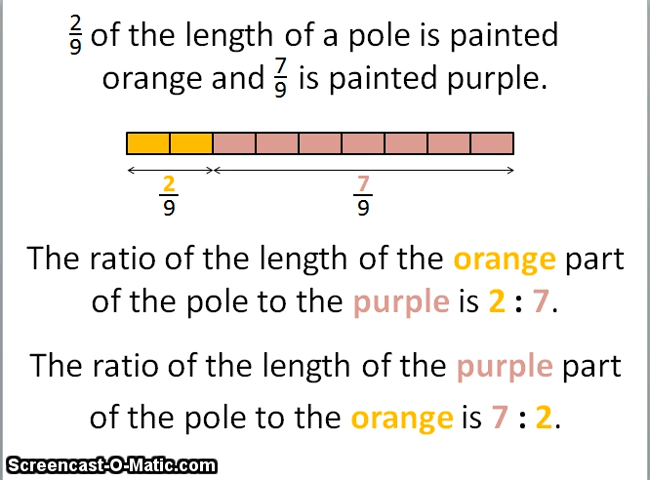 2/9 of the length of a pole is painted
orange and 7/9 is painted purple.
2/9 7/9
The ratio of the length of the orange part
of the pole to the purple is 2 : 7.
The ratio of the length of the purple part
of the pole to the orange is 7 : 2.
Screencast-O-Matic.com